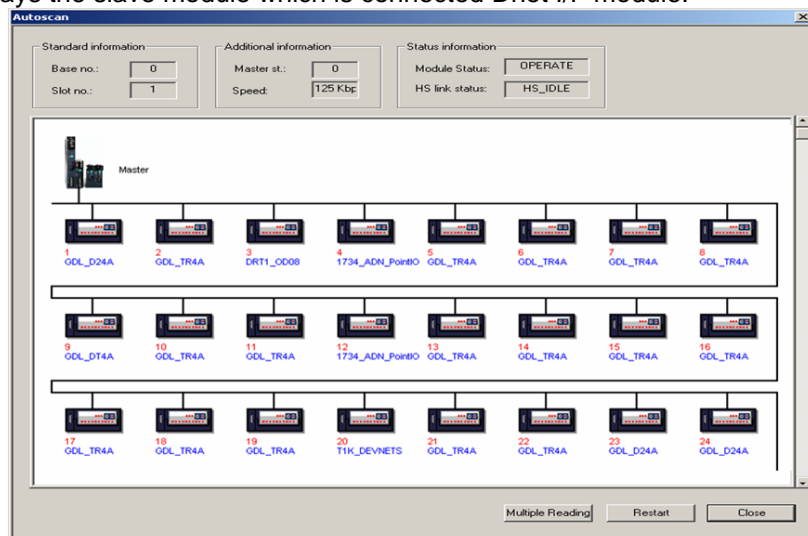 ays the slave module which is connected Dnet I/F module.
Autoscan
Standard information
Additional information
Status information
Base no.: 0
Master st.: 0
Module Status: OPERATE
Slot no.: 1
Speed: 125 Kbp
HS link status: HS_IDLE
Master
1 2 3 4 5 6 7 8
GDL_D24A GDL_TR4A DRT1_OD08 1734_ADN_PointIO GDL_TR4A GDL_TR4A GDL_TR4A GDL_TR4A
9 10 11 12 13 14 15 16
GDL_DT4A GDL_TR4A GDL_TR4A 1734_ADN_PointIO GDL_TR4A GDL_TR4A GDL_TR4A GDL_TR4A
17 18 19 20 21 22 23 24
GDL_TR4A GDL_TR4A GDL_TR4A T1K_DEVNETS GDL_TR4A GDL_TR4A GDL_D24A GDL_D24A
Multiple Reading Restart Close